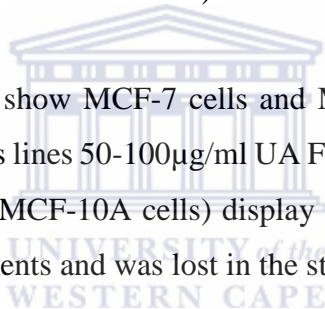 show MCF-7 cells and M
s lines 50-100µg/ml UA F
(MCF-10A cells) display
UNIVERSITY of the
ents and was lost in the st
WESTERN CAPE